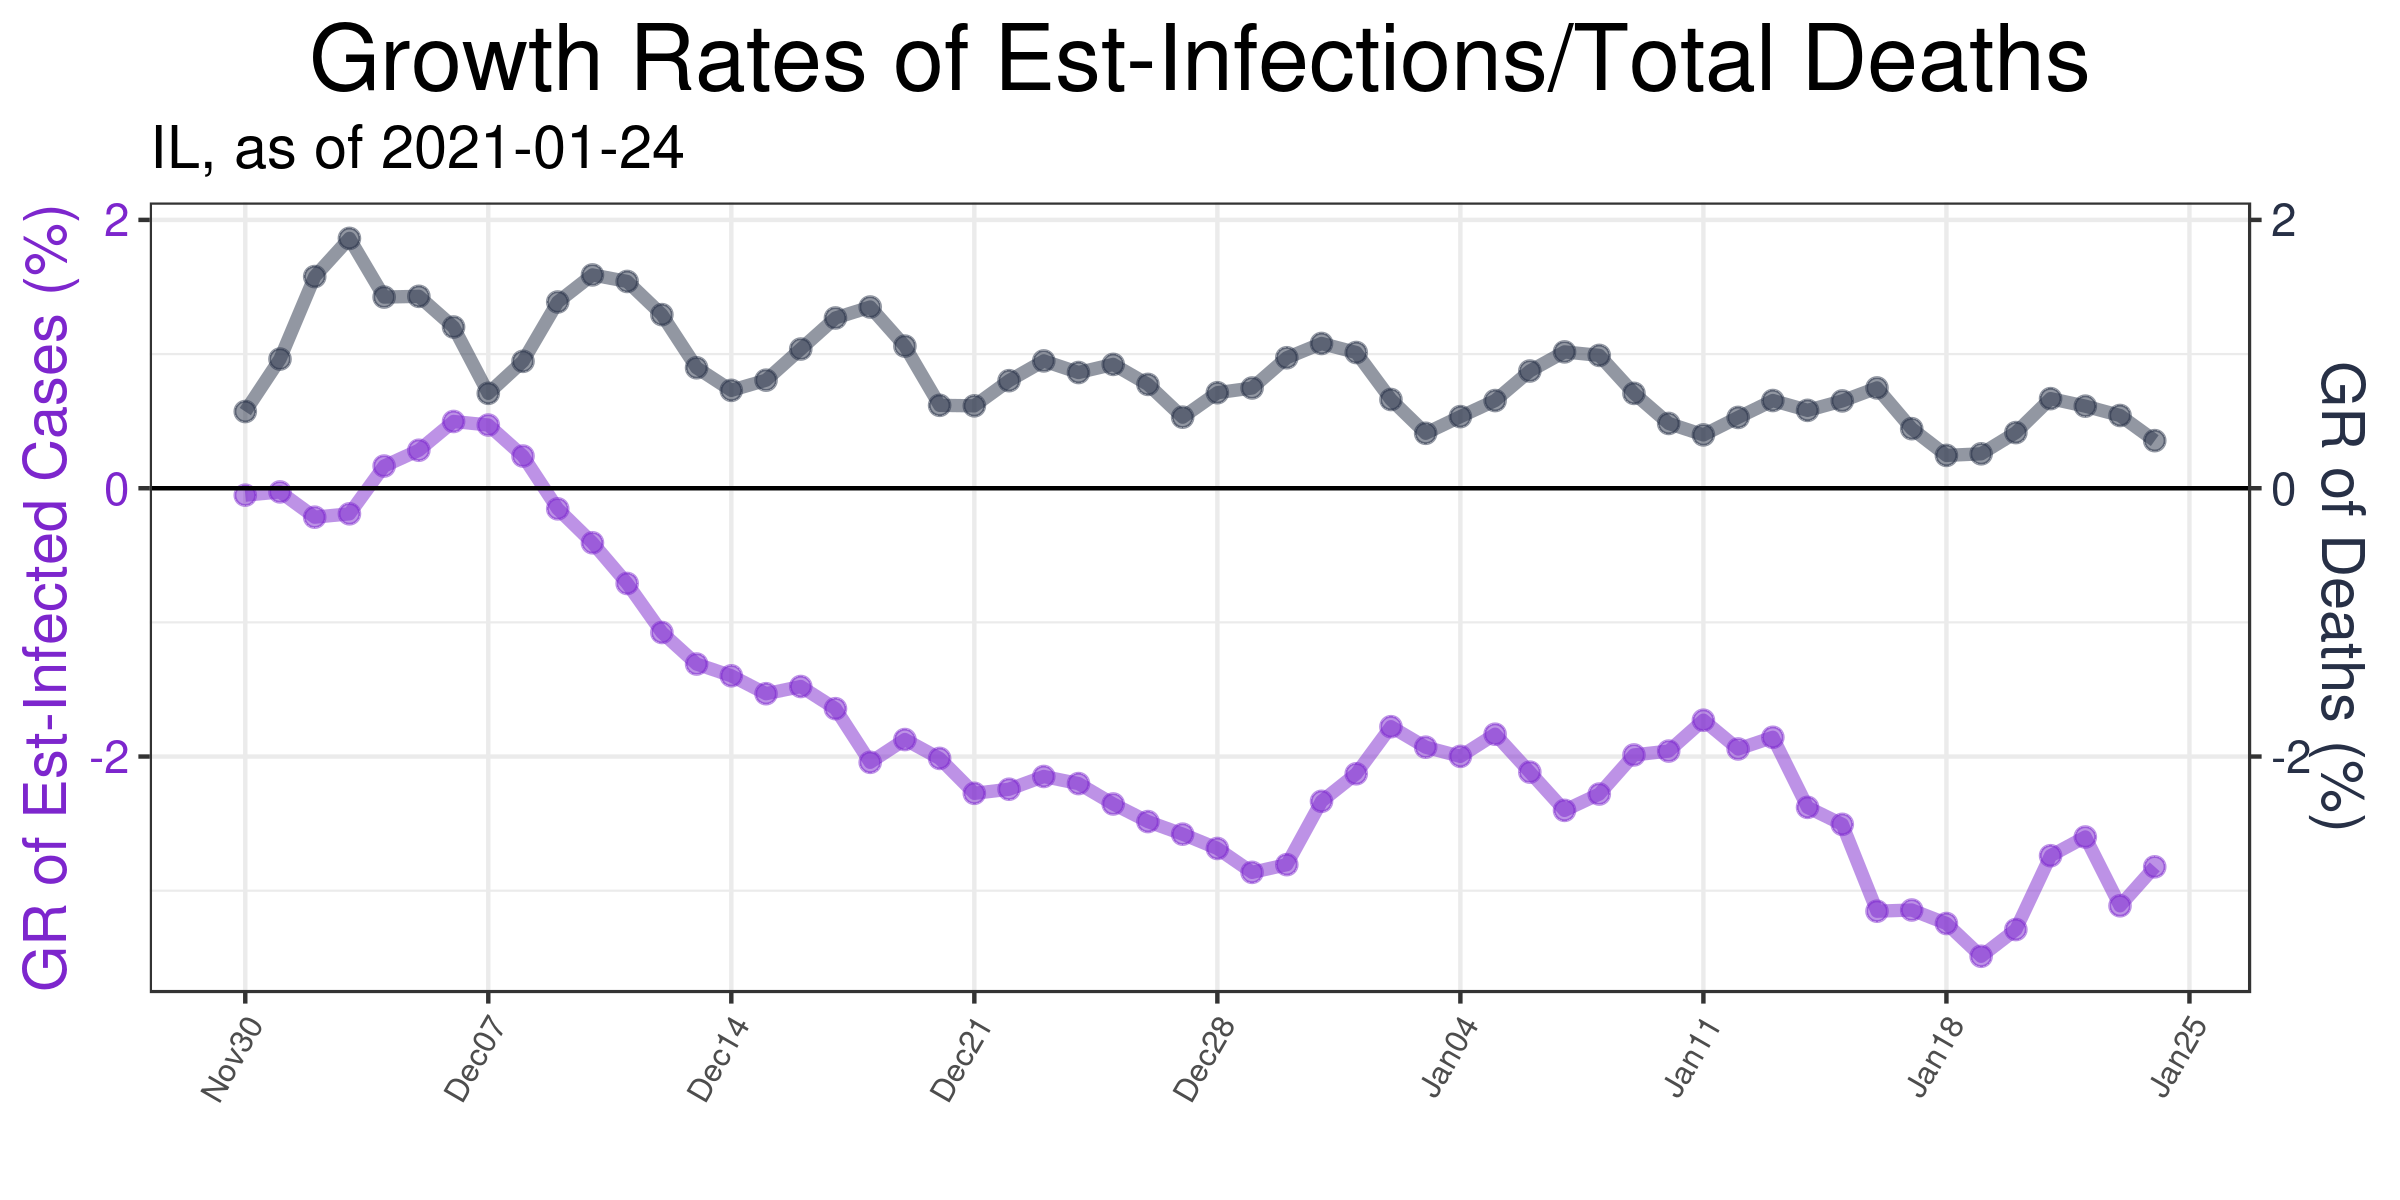 Growth Rates of Est-Infections/Total Deaths
IL, as of 2021-01-24
GR of Est-Infected Cases (%)
2
0
-2
2
0
-2
GR of Deaths (%)
Nov30
Dec07
Dec14
Dec21
Dec28
Jan04
Jan11
Jan18
Jan25